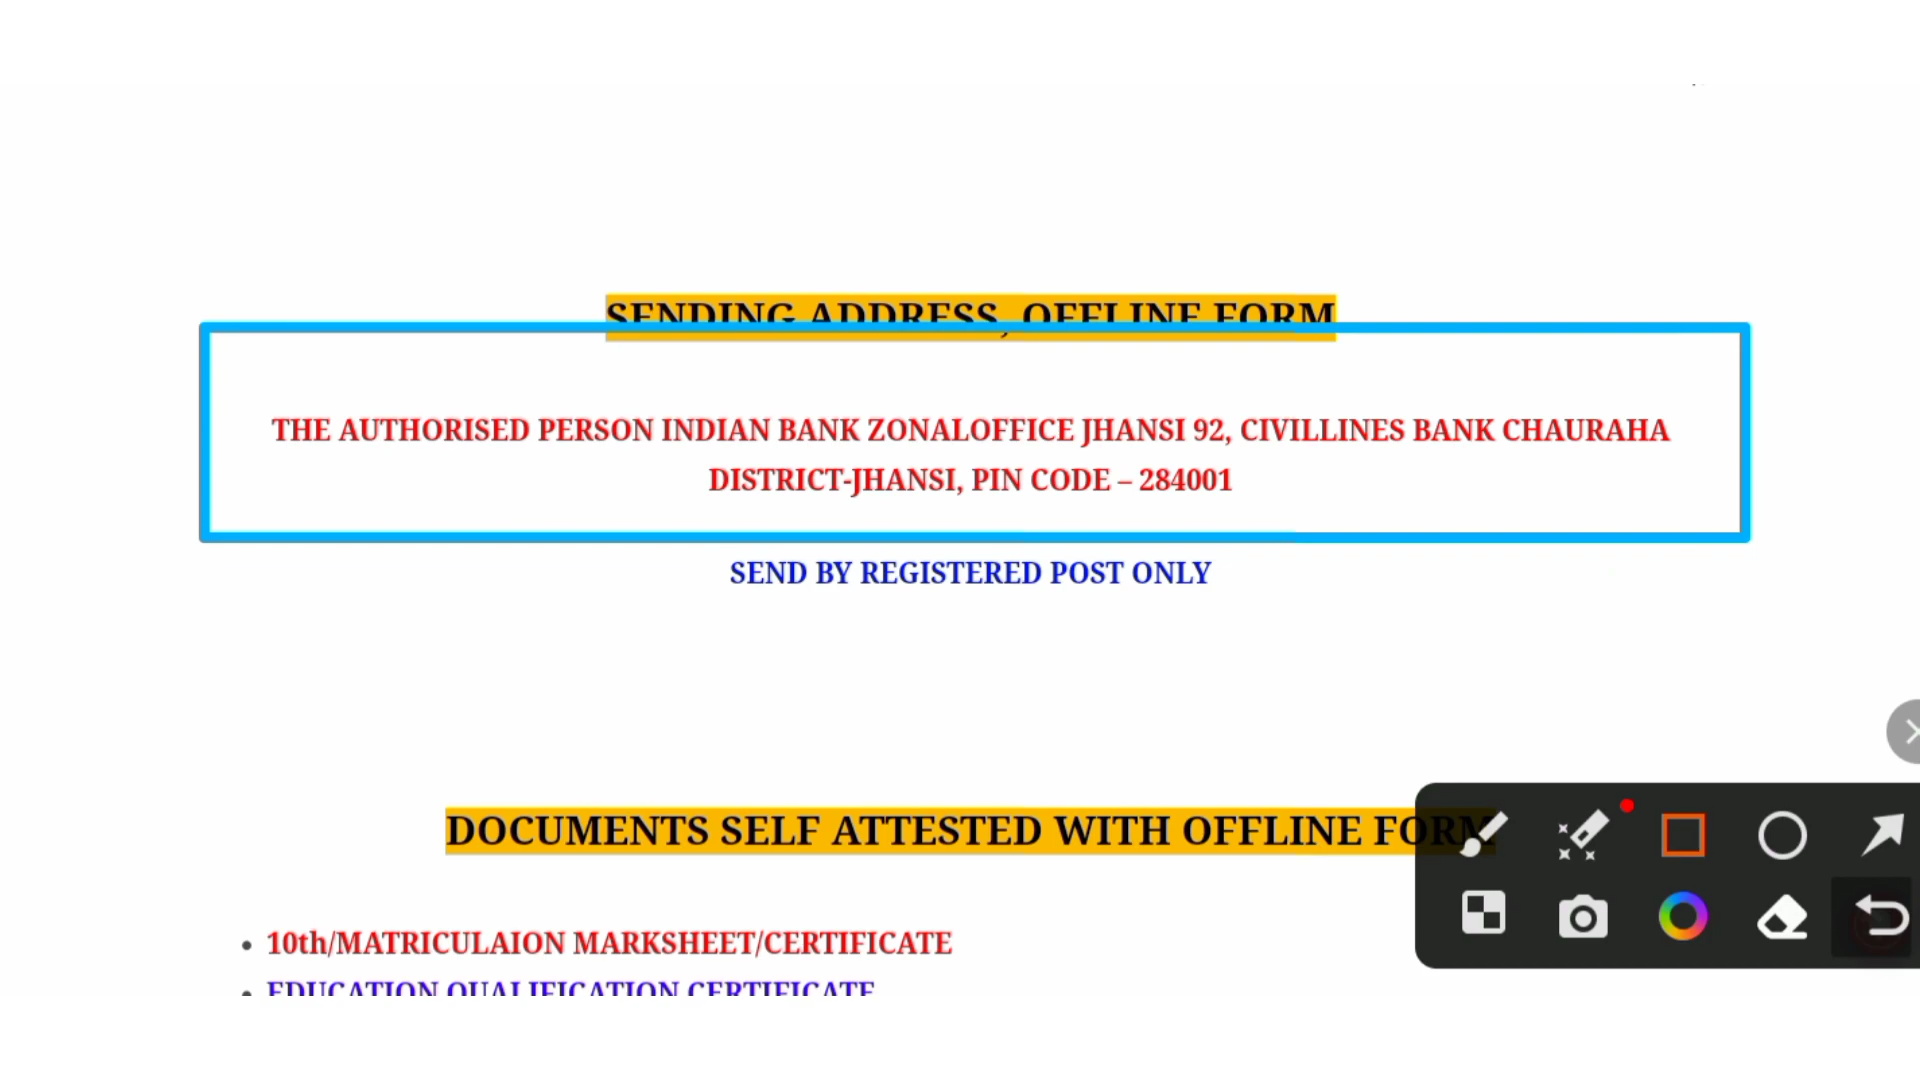 SENDING ADDRESS, OFFLINE FORM
THE AUTHORISED PERSON INDIAN BANK ZONALOFFICE JHANSI 92, CIVILLINES BANK CHAURAHA
DISTRICT-JHANSI, PIN CODE – 284001
SEND BY REGISTERED POST ONLY
DOCUMENTS SELF ATTESTED WITH OFFLINE FORM
• 10th/MATRICULAION MARKSHEET/CERTIFICATE
• EDUCATION QUALIFICATION CERTIFICATE